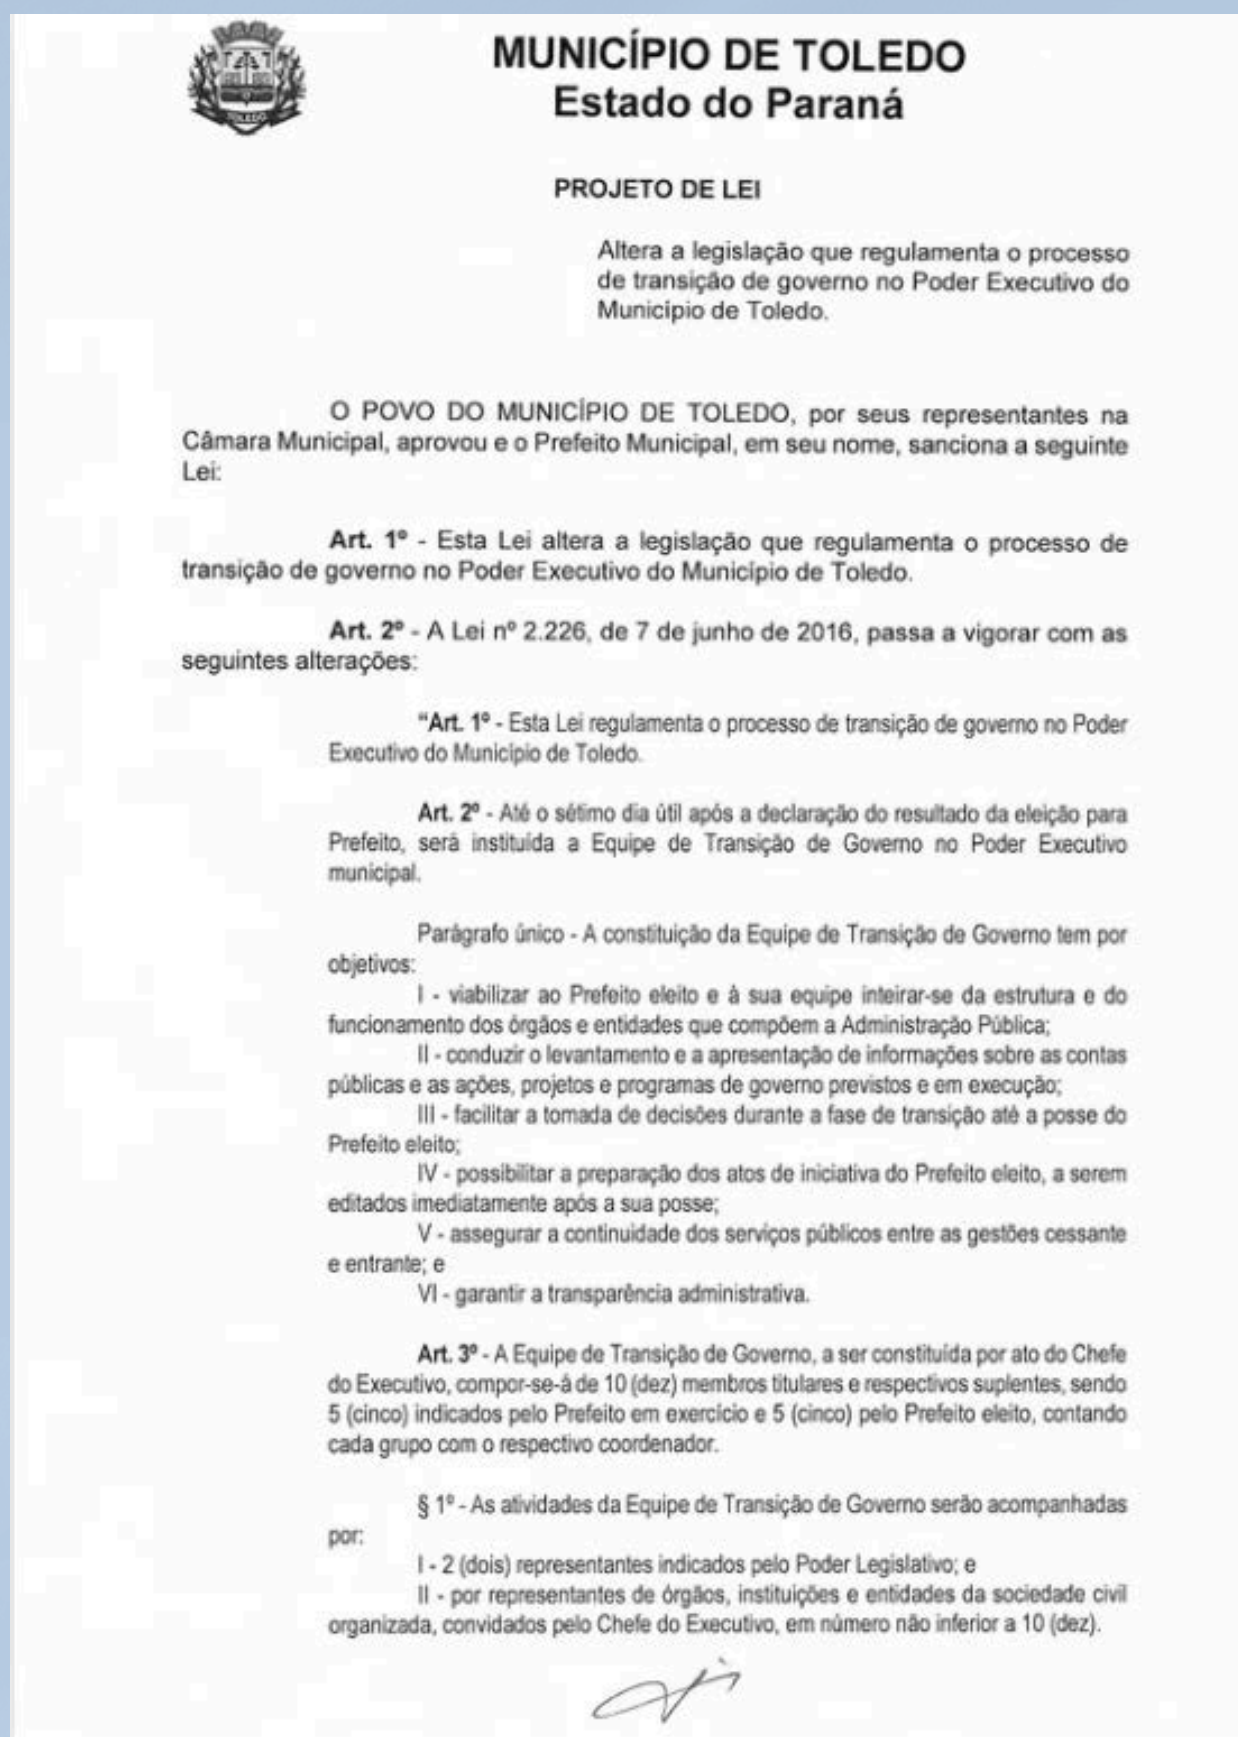 TOLEDO
MUNICÍPIO DE TOLEDO
Estado do Paraná
PROJETO DE LEI
Altera a legislação que regulamenta o processo
de transição de governo no Poder Executivo do
Município de Toledo.
O POVO DO MUNICÍPIO DE TOLEDO, por seus representantes na
Câmara Municipal, aprovou e o Prefeito Municipal, em seu nome, sanciona a seguinte
Lei:
Art. 1º - Esta Lei altera a legislação que regulamenta o processo de
transição de governo no Poder Executivo do Município de Toledo.
Art. 2º - A Lei nº 2.226, de 7 de junho de 2016, passa a vigorar com as
seguintes alterações:
“Art. 1º - Esta Lei regulamenta o processo de transição de governo no Poder
Executivo do Município de Toledo.
Art. 2º - Até o sétimo dia útil após a declaração do resultado da eleição para
Prefeito, será instituída a Equipe de Transição de Governo no Poder Executivo
municipal.
Parágrafo único - A constituição da Equipe de Transição de Governo tem por
objetivos:
I - viabilizar ao Prefeito eleito e à sua equipe inteirar-se da estrutura e do
funcionamento dos órgãos e entidades que compõem a Administração Pública;
II - conduzir o levantamento e a apresentação de informações sobre as contas
públicas e as ações, projetos e programas de governo previstos e em execução;
III - facilitar a tomada de decisões durante a fase de transição até a posse do
Prefeito eleito;
IV - possibilitar a preparação dos atos de iniciativa do Prefeito eleito, a serem
editados imediatamente após a sua posse;
V - assegurar a continuidade dos serviços públicos entre as gestões cessante
e entrante; e
VI - garantir a transparência administrativa.
Art. 3º - A Equipe de Transição de Governo, a ser constituída por ato do Chefe
do Executivo, compor-se-á de 10 (dez) membros titulares e respectivos suplentes, sendo
5 (cinco) indicados pelo Prefeito em exercício e 5 (cinco) pelo Prefeito eleito, contando
cada grupo com o respectivo coordenador.
§ 1º - As atividades da Equipe de Transição de Governo serão acompanhadas
por:
I - 2 (dois) representantes indicados pelo Poder Legislativo; e
II - por representantes de órgãos, instituições e entidades da sociedade civil
organizada, convidados pelo Chefe do Executivo, em número não inferior a 10 (dez).